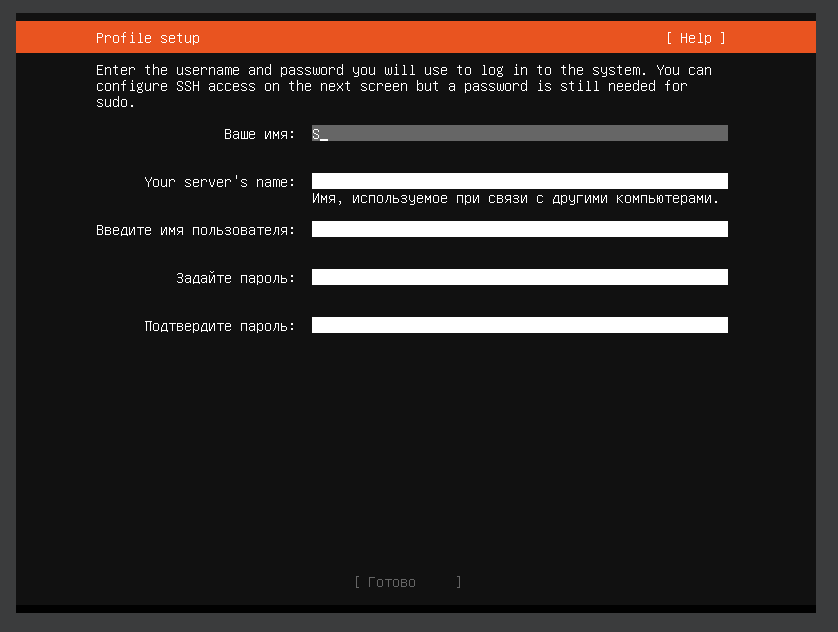 Profile setup [ Help ]
Enter the username and password you will use to log in to the system. You can
configure SSH access on the next screen but a password is still needed for
sudo.
Ваше имя: S_
Your server's name:
Имя, используемое при связи с другими компьютерами.
Введите имя пользователя:
Задайте пароль:
Подтвердите пароль:
[ Готово ]